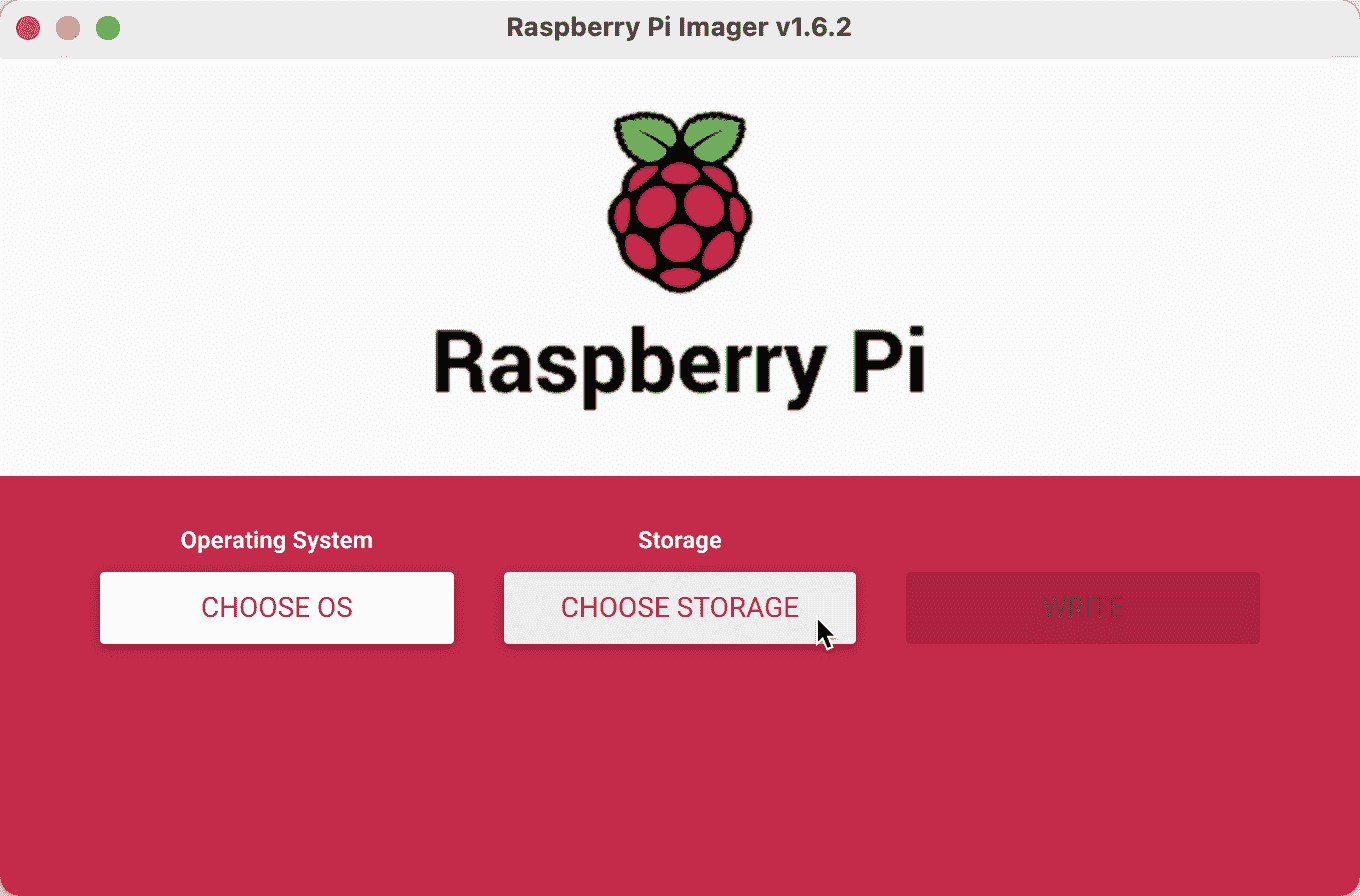 Raspberry Pi Imager v1.6.2
Raspberry Pi
Operating System
Storage
CHOOSE OS
CHOOSE STORAGE
WRITE